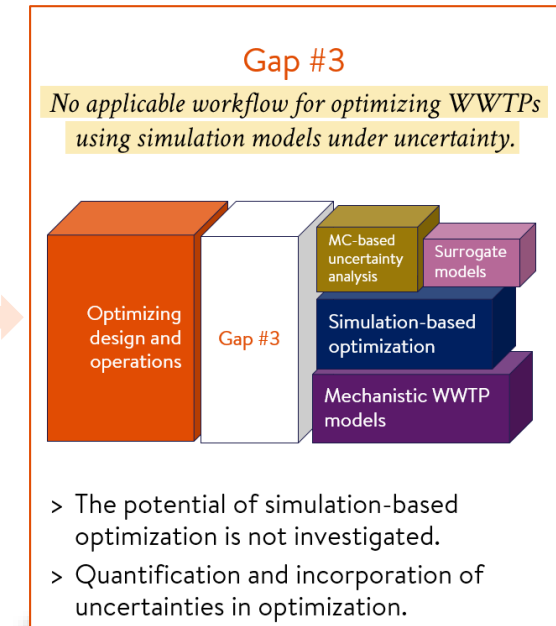 Gap #3
No applicable workflow for optimizing WWTPs
using simulation models under uncertainty.
Optimizing
design and
operations
Gap #3
MC-based
uncertainty
analysis
Surrogate
models
Simulation-based
optimization
Mechanistic WWTP
models
> The potential of simulation-based
optimization is not investigated.
> Quantification and incorporation of
uncertainties in optimization.